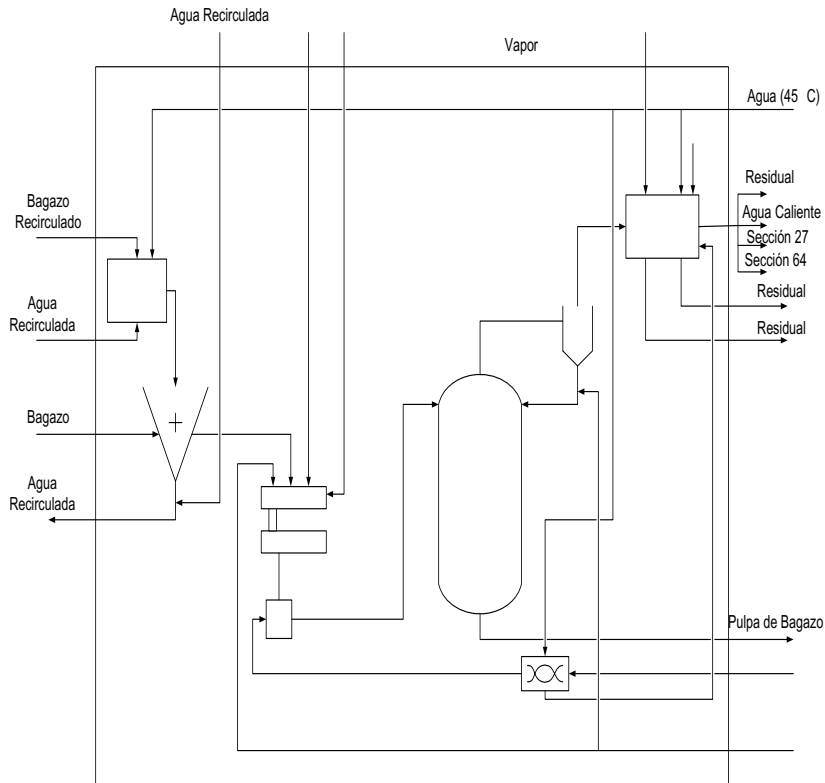 Agua Recirculada
Vapor
Agua (45 C)
Bagazo
Recirculado
Residual
Agua Caliente
Sección 27
Sección 64
Agua
Recirculada
Residual
Residual
Bagazo
Agua
Recirculada
Pulpa de Bagazo